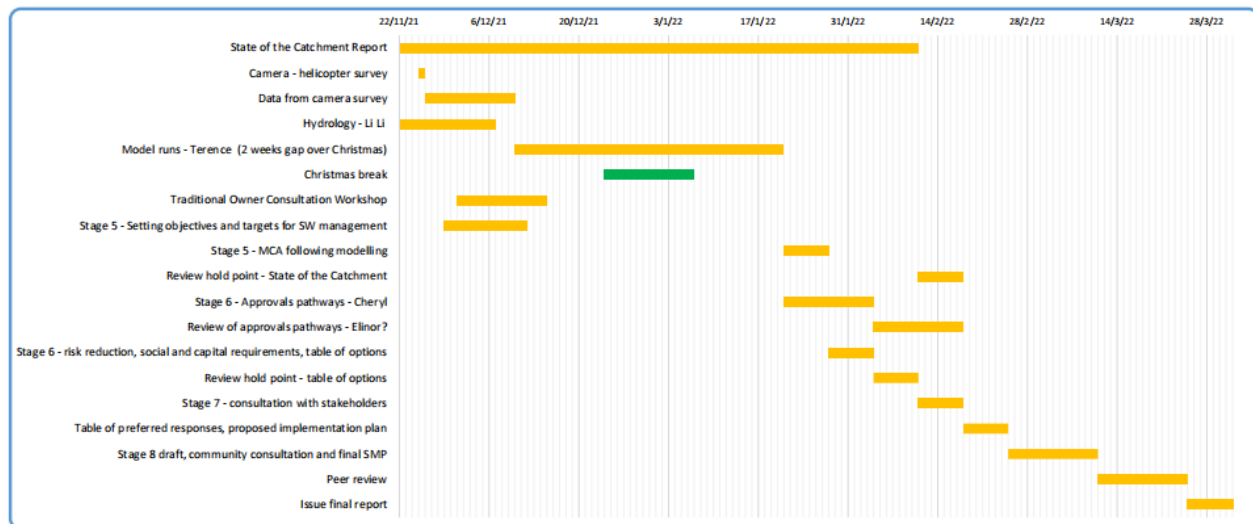 22/11/21 6/12/21 20/12/21 3/1/22 17/1/22 31/1/22 14/2/22 28/2/22 14/3/22 28/3/22
State of the Catchment Report
Camera - helicopter survey
Data from camera survey
Hydrology - Li Li
Model runs - Terence (2 weeks gap over Christmas)
Christmas break
Traditional Owner Consultation Workshop
Stage 5 - Setting objectives and targets for SW management
Stage 5 - MCA following modelling
Review hold point - State of the Catchment
Stage 6 - Approvals pathways - Cheryl
Review of approvals pathways - Elinor?
Stage 6 - risk reduction, social and capital requirements, table of options
Review hold point - table of options
Stage 7 - consultation with stakeholders
Table of preferred responses, proposed implementation plan
Stage 8 draft, community consultation and final SMP
Peer review
Issue final report